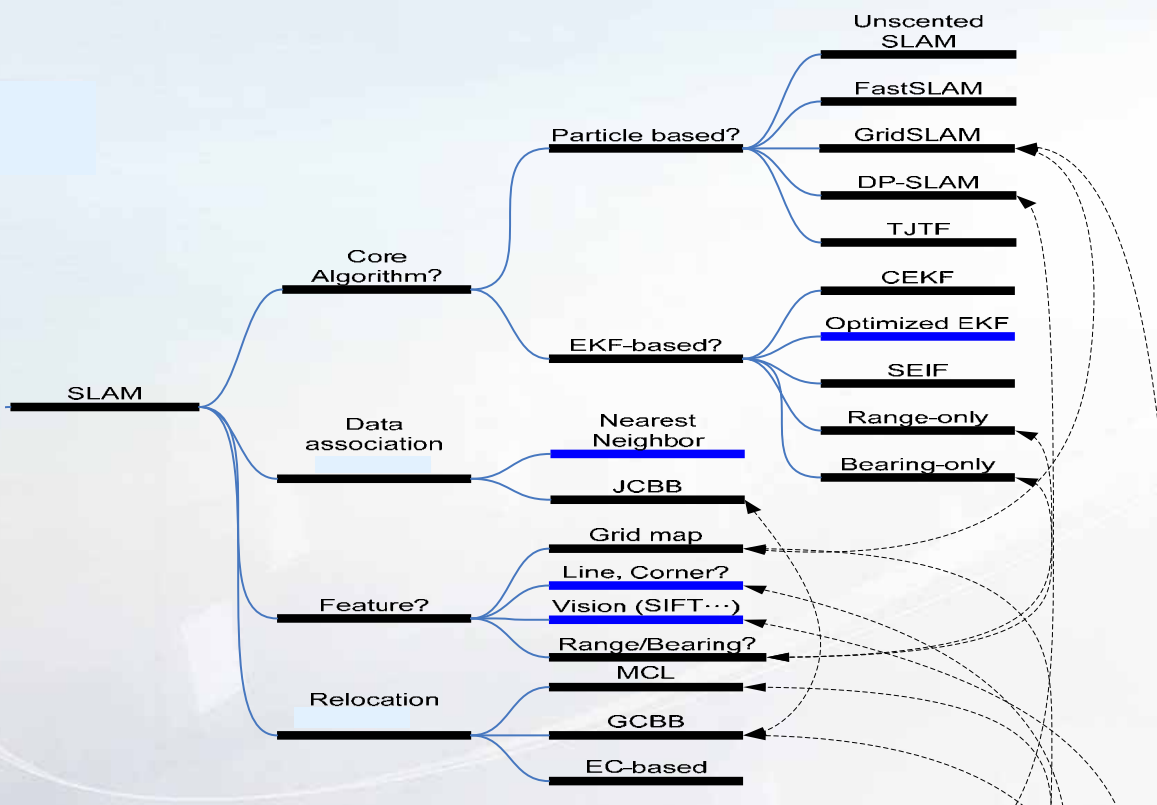 Unscented
SLAM
FastSLAM
Particle based?
GridSLAM
DP-SLAM
TJTF
Core
Algorithm?
CEKF
Optimized EKF
EKF-based?
SEIF
SLAM
Range-only
Bearing-only
Data
association
Nearest
Neighbor
JCBB
Grid map
Line, Corner?
Feature?
Vision (SIFT···)
Range/Bearing?
MCL
Relocation
GCBB
EC-based